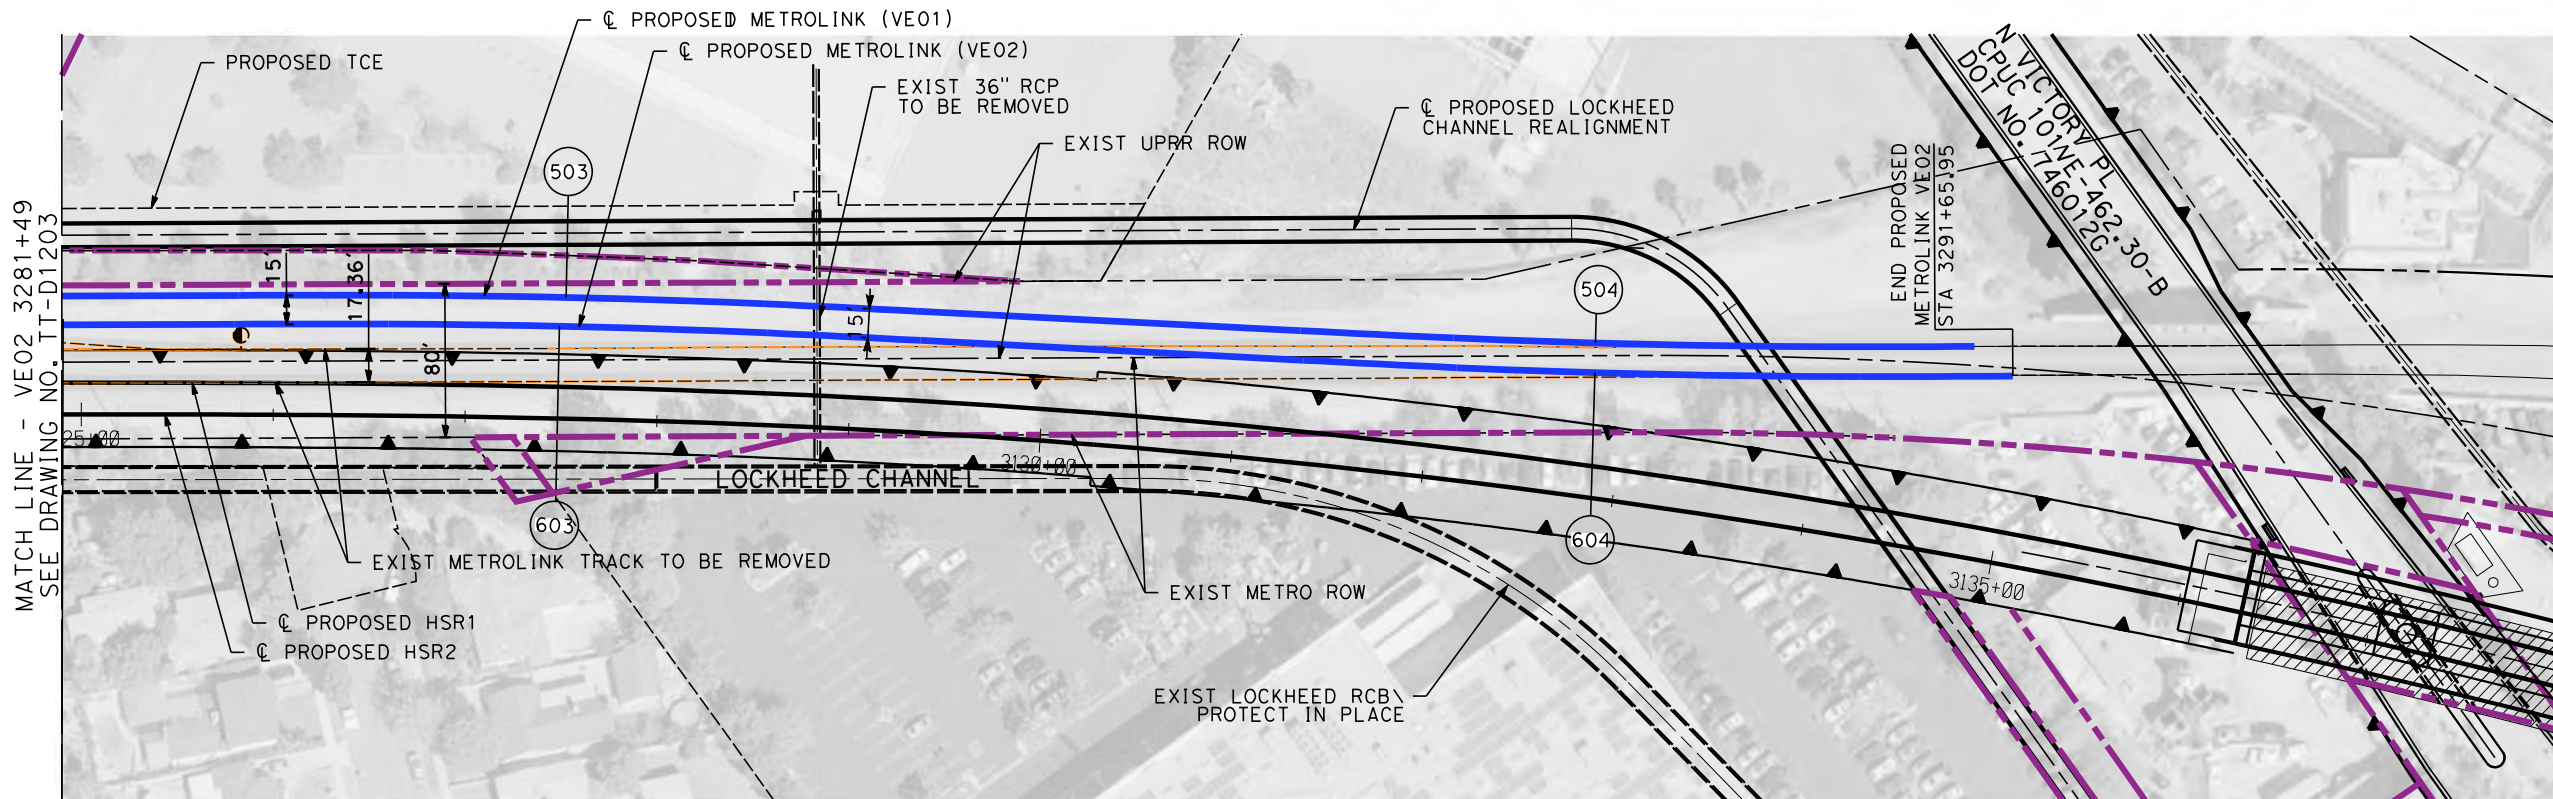 ℄ PROPOSED METROLINK (VE01)
℄ PROPOSED METROLINK (VE02)
PROPOSED TCE
EXIST 36" RCP
TO BE REMOVED
EXIST UPRR ROW
℄ PROPOSED LOCKHEED
CHANNEL REALIGNMENT
N VICTORY PL
CPUC 101VE-462.30-B
DOT NO. 746012G
END PROPOSED
METROLINK VE02
STA 3291+65.95
503
504
15'
17.36'
80'
15'
MATCH LINE - VE02 3281+49
SEE DRAWING NO. TT-D1203
25+00
3130+00
LOCKHEED CHANNEL
603
604
3135+00
EXIST METROLINK TRACK TO BE REMOVED
EXIST METRO ROW
℄ PROPOSED HSR1
℄ PROPOSED HSR2
EXIST LOCKHEED RCB\
PROTECT IN PLACE